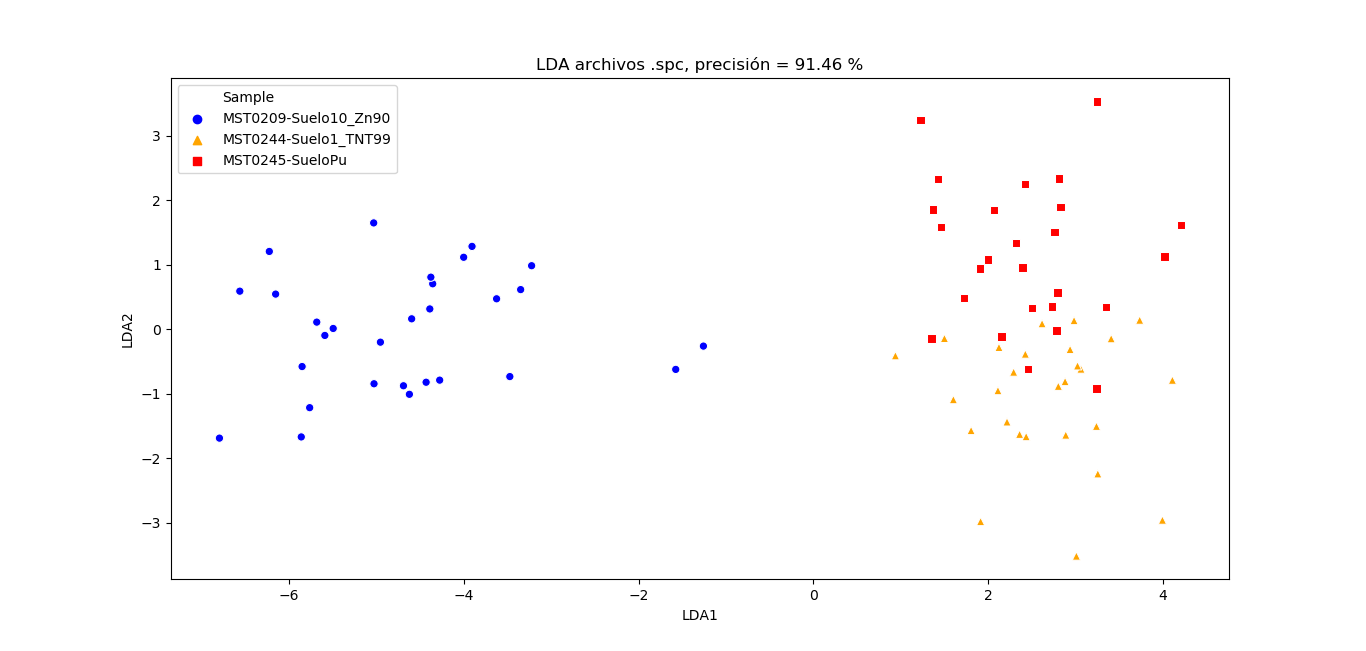 LDA archivos .spc, precisión = 91.46 %
Sample
MST0209-Suelo10_Zn90
MST0244-Suelo1_TNT99
MST0245-SueloPu
3
2
1
0
−1
−2
−3
LDA2
−6
−4
−2
0
2
4
LDA1